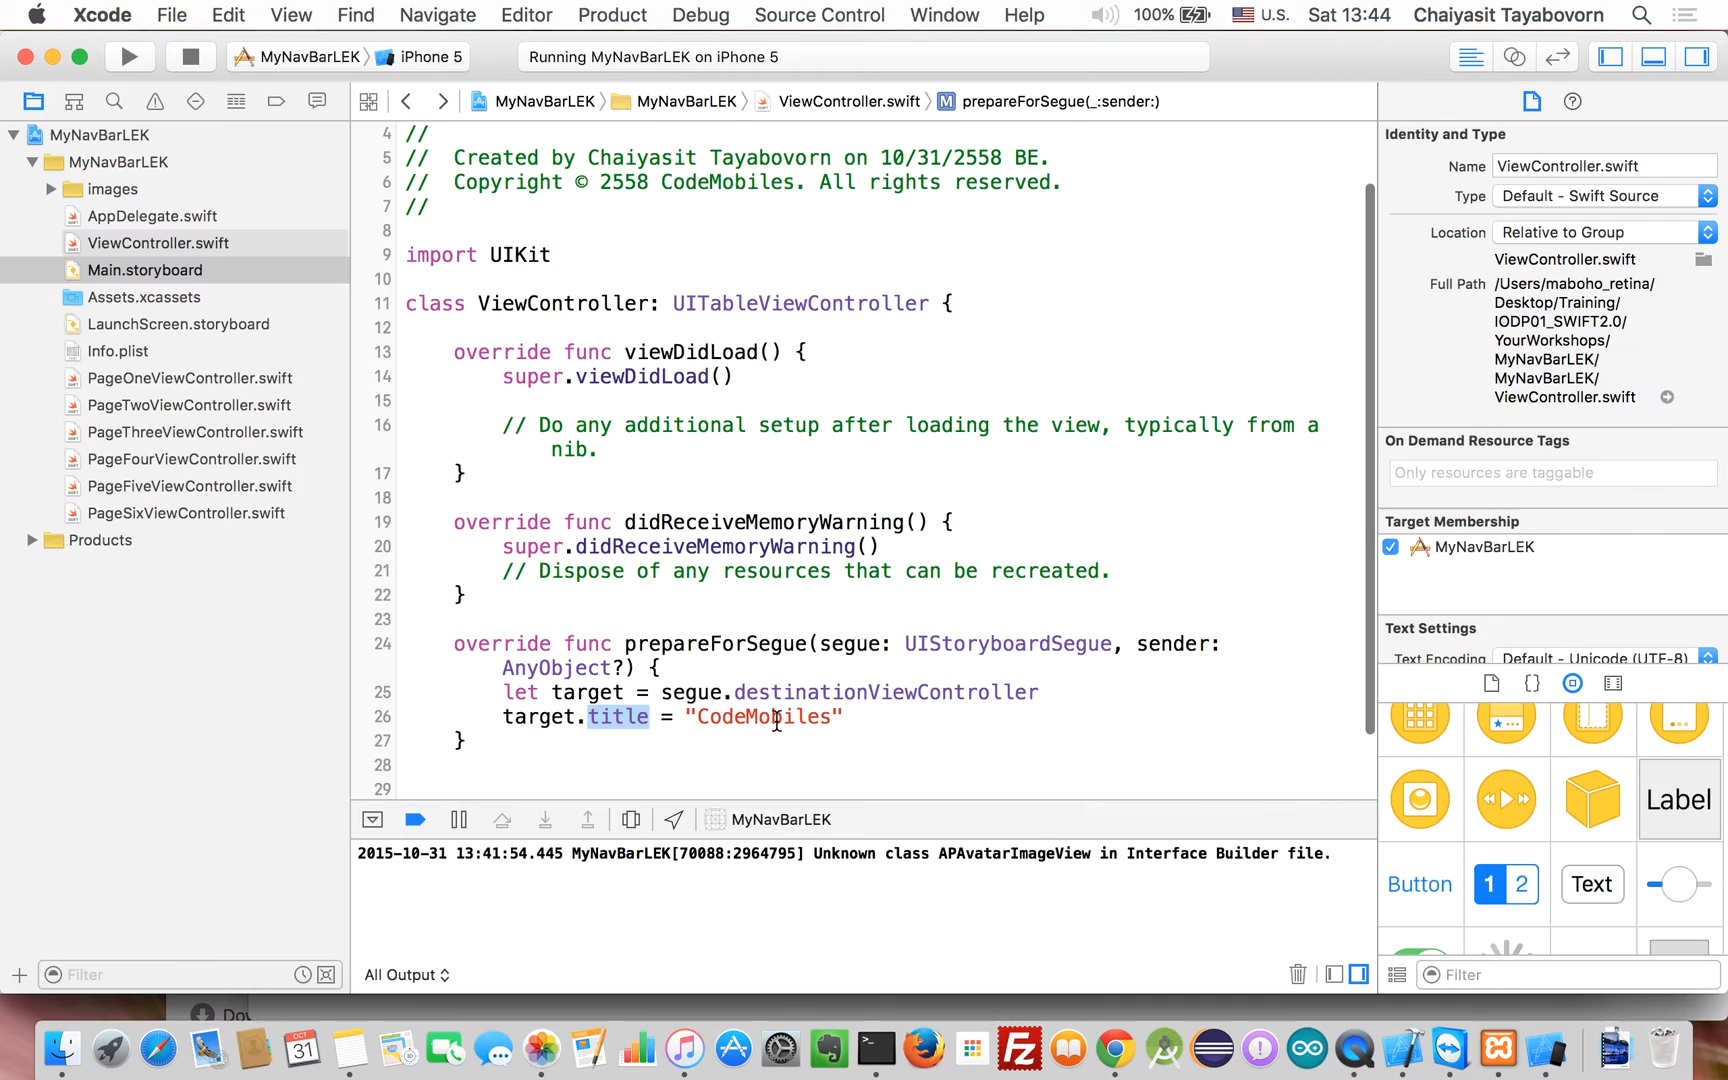 Xcode File Edit View Find Navigate Editor Product Debug Source Control Window Help 100% U.S. Sat 13:44 Chaiyasit Tayabovorn
MyNavBarLEK iPhone 5 Running MyNavBarLEK on iPhone 5
MyNavBarLEK MyNavBarLEK ViewController.swift M prepareForSegue(_:sender:)
MyNavBarLEK
MyNavBarLEK
images
AppDelegate.swift
ViewController.swift
Main.storyboard
Assets.xcassets
LaunchScreen.storyboard
Info.plist
PageOneViewController.swift
PageTwoViewController.swift
PageThreeViewController.swift
PageFourViewController.swift
PageFiveViewController.swift
PageSixViewController.swift
Products
Filter
4 //
5 // Created by Chaiyasit Tayabovorn on 10/31/2558 BE.
6 // Copyright © 2558 CodeMobiles. All rights reserved.
7 //
8
9 import UIKit
10
11 class ViewController: UITableViewController {
12
13 override func viewDidLoad() {
14 super.viewDidLoad()
15
16 // Do any additional setup after loading the view, typically from a
nib.
17 }
18
19 override func didReceiveMemoryWarning() {
20 super.didReceiveMemoryWarning()
21 // Dispose of any resources that can be recreated.
22 }
23
24 override func prepareForSegue(segue: UIStoryboardSegue, sender:
AnyObject?) {
25 let target = segue.destinationViewController
26 target.title = "CodeMobiles"
27 }
28
29
MyNavBarLEK
2015-10-31 13:41:54.445 MyNavBarLEK[70088:2964795] Unknown class APAvatarImageView in Interface Builder file.
All Output
Identity and Type
Name ViewController.swift
Type Default - Swift Source
Location Relative to Group
ViewController.swift
Full Path /Users/maboho_retina/
Desktop/Training/
IODP01_SWIFT2.0/
YourWorkshops/
MyNavBarLEK/
MyNavBarLEK/
ViewController.swift
On Demand Resource Tags
Only resources are taggable
Target Membership
MyNavBarLEK
Text Settings
Text Encoding Default - Unicode (UTF-8)
Label
Button 1 2 Text
Filter
OCT
31
Fz